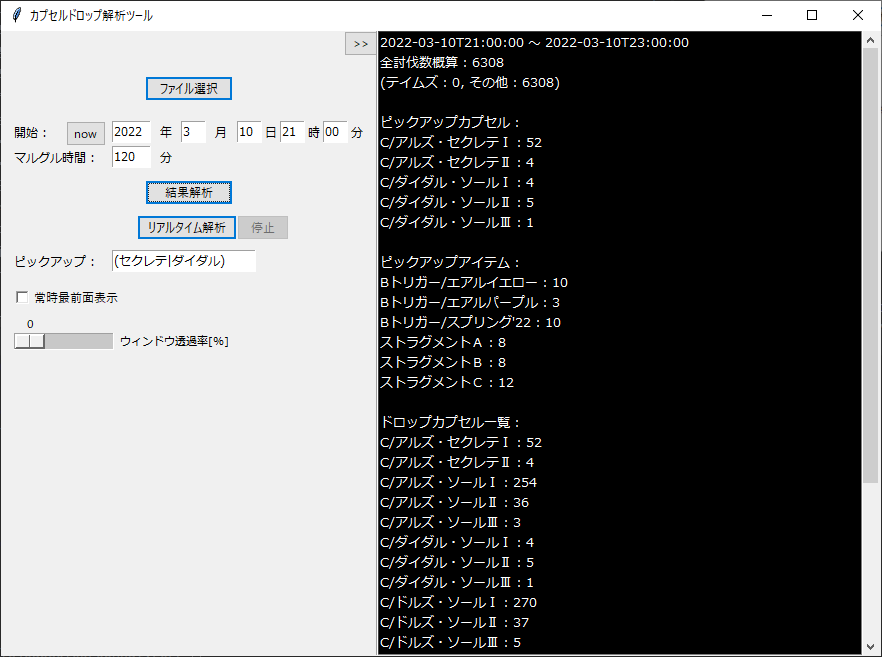 カプセルドロップ解析ツール
>>
ファイル選択
開始： now 2022 年 3 月 10 日 21 時 00 分
マルグル時間： 120 分
結果解析
リアルタイム解析 停止
ピックアップ： (セクレテ|ダイダル)
常時最前面表示
0
ウィンドウ透過率[%]
2022-03-10T21:00:00 ～ 2022-03-10T23:00:00
全討伐数概算：6308
(テイムズ：0, その他：6308)
ピックアップカプセル：
C/アルズ・セクレテⅠ：52
C/アルズ・セクレテⅡ：4
C/ダイダル・ソールⅠ：4
C/ダイダル・ソールⅡ：5
C/ダイダル・ソールⅢ：1
ピックアップアイテム：
Bトリガー/エアルイエロー：10
Bトリガー/エアルパープル：3
Bトリガー/スプリング'22：10
ストラグメントＡ：8
ストラグメントＢ：8
ストラグメントＣ：12
ドロップカプセル一覧：
C/アルズ・セクレテⅠ：52
C/アルズ・セクレテⅡ：4
C/アルズ・ソールⅠ：254
C/アルズ・ソールⅡ：36
C/アルズ・ソールⅢ：3
C/ダイダル・ソールⅠ：4
C/ダイダル・ソールⅡ：5
C/ダイダル・ソールⅢ：1
C/ドルズ・ソールⅠ：270
C/ドルズ・ソールⅡ：37
C/ドルズ・ソールⅢ：5